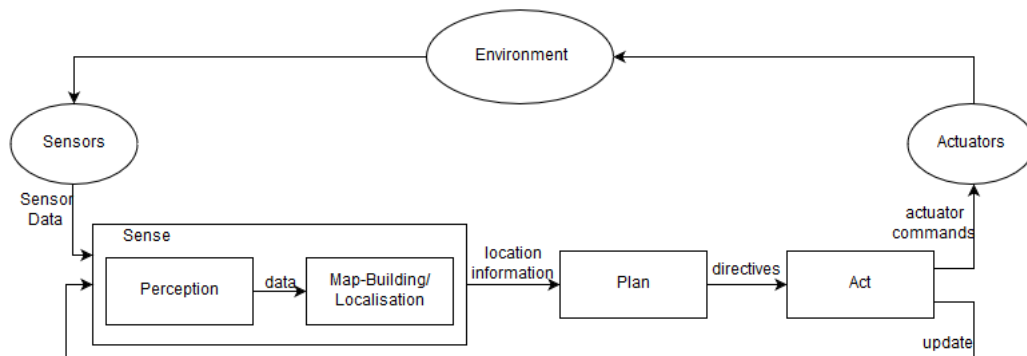 Environment
Sensors
Actuators
Sensor
Data
actuator
commands
Sense
Perception
data
Map-Building/
Localisation
location
information
Plan
directives
Act
update